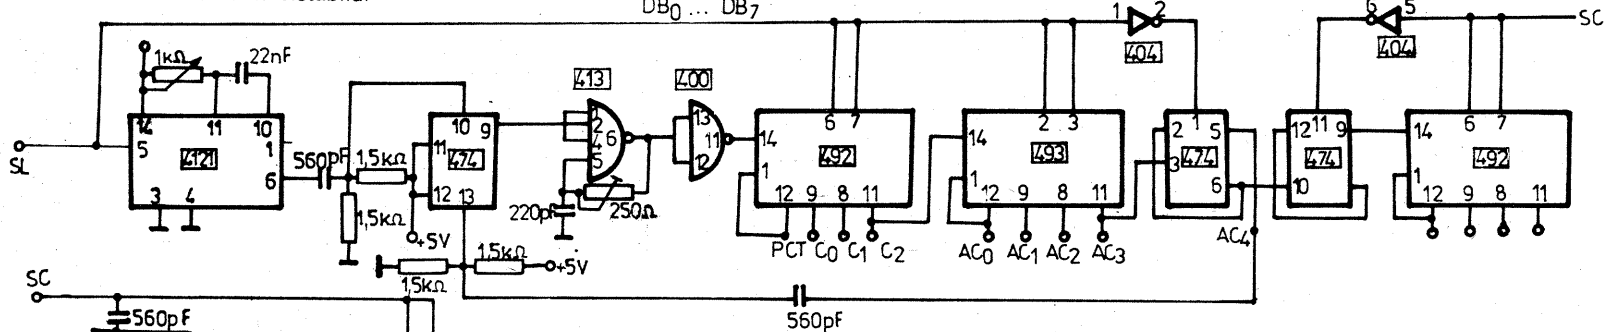 DB0 ... DB7
1 2
6 5
SC
404
404
1kΩ
22nF
413
400
14 11 10
5 1
4121
6
3 4
SL
560pF
1,5kΩ
1,5kΩ
10 9
11
474
12 13
+5V
1
2
4
5
6
220pF
250Ω
13
12
11
14 6 7
492
1
12 9 8 11
PCT C0 C1 C2
14 2 3
493
1
12 9 8 11
AC0 AC1 AC2 AC3
2 1 5
3
474
6
AC4
12 11 9
474
10
14 6 7
492
1
12 9 8 11
1,5kΩ
+5V
1,5kΩ
560pF
SC
560pF